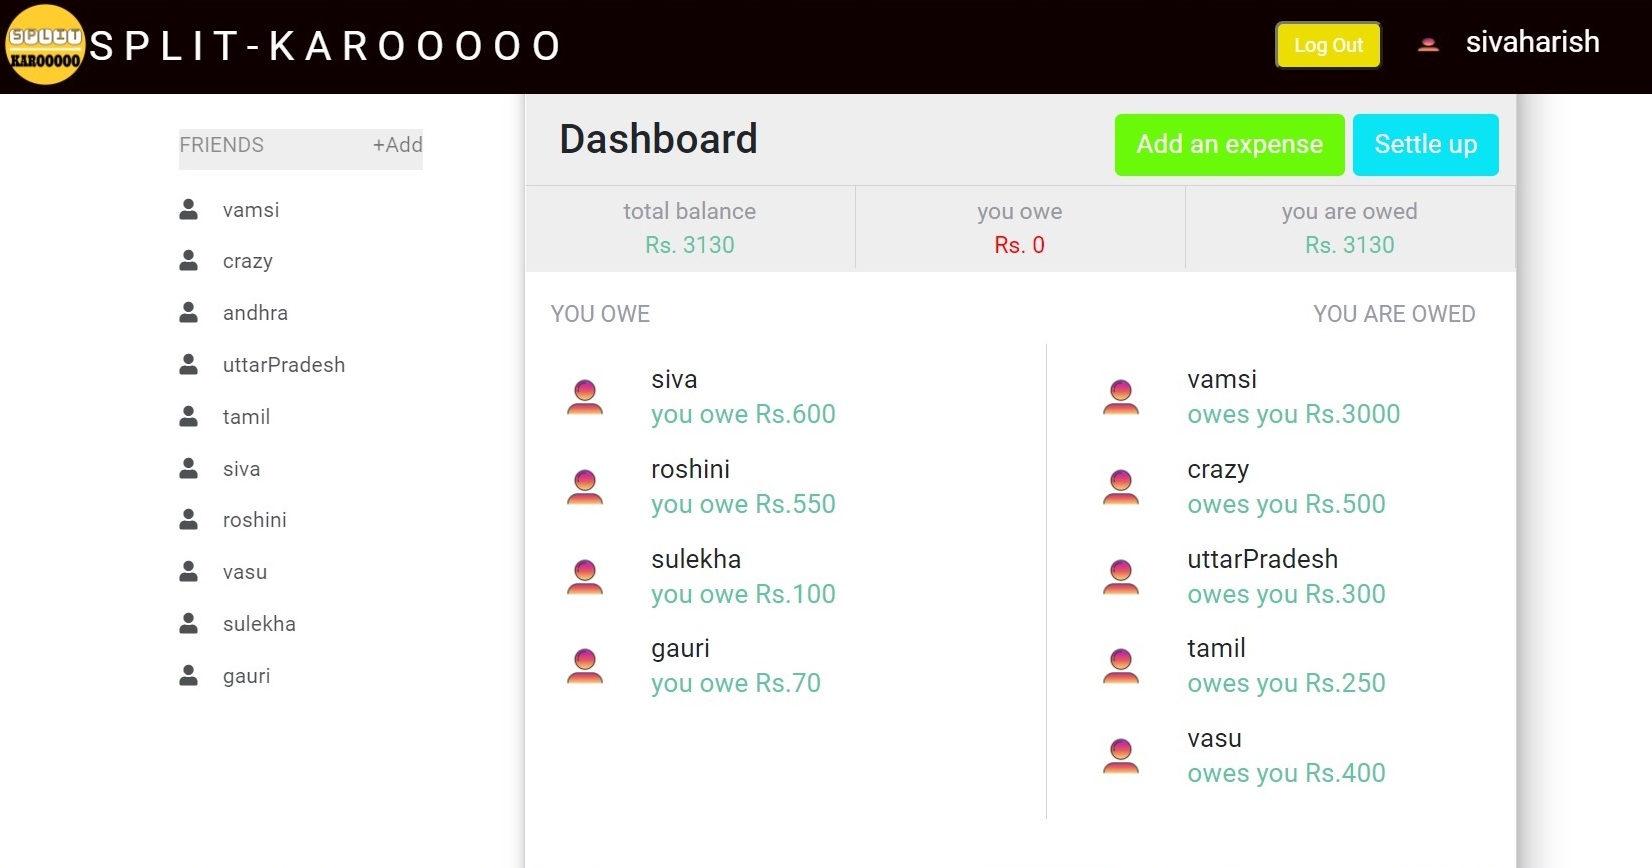 SPLIT
KAROOOOO
SPLIT-KAROOOOO
Log Out
sivaharish
FRIENDS +Add
vamsi
crazy
andhra
uttarPradesh
tamil
siva
roshini
vasu
sulekha
gauri
Dashboard
Add an expense
Settle up
total balance
Rs. 3130
you owe
Rs. 0
you are owed
Rs. 3130
YOU OWE
YOU ARE OWED
siva
you owe Rs.600
roshini
you owe Rs.550
sulekha
you owe Rs.100
gauri
you owe Rs.70
vamsi
owes you Rs.3000
crazy
owes you Rs.500
uttarPradesh
owes you Rs.300
tamil
owes you Rs.250
vasu
owes you Rs.400